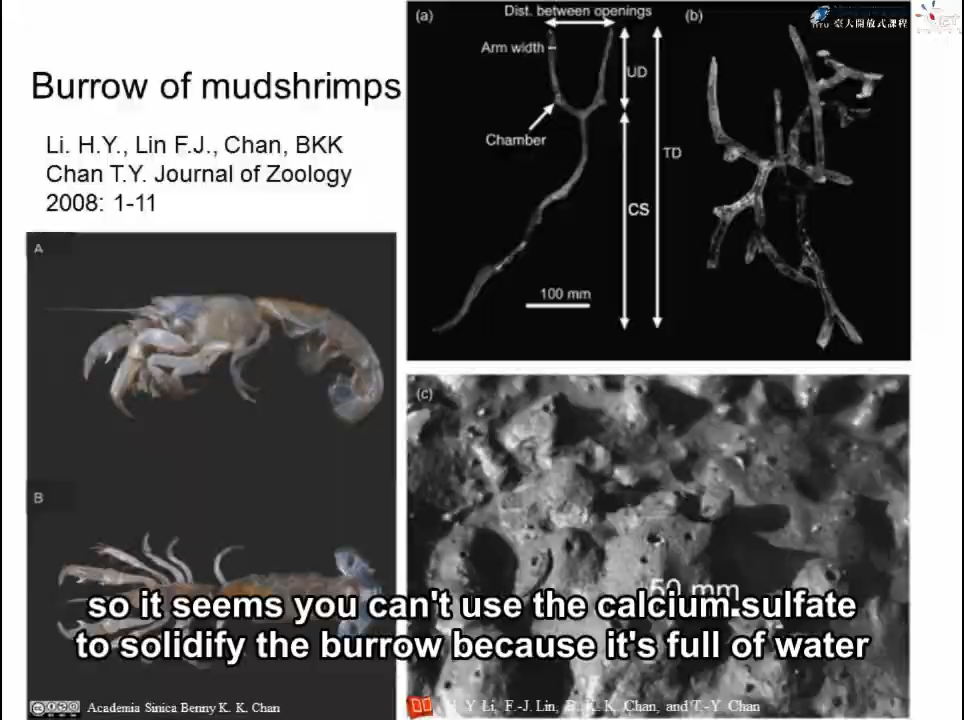 Burrow of mudshrimps
Li. H.Y., Lin F.J., Chan, BKK
Chan T.Y. Journal of Zoology
2008: 1-11
A
B
(a)
Dist. between openings
Arm width
UD
Chamber
TD
CS
100 mm
(b)
臺大開放式課程
(c)
50 mm
so it seems you can't use the calcium sulfate
to solidify the burrow because it's full of water
Academia Sinica Benny K. K. Chan
H. Y Li, F.-J. Lin, B. K. K. Chan, and T.-Y. Chan